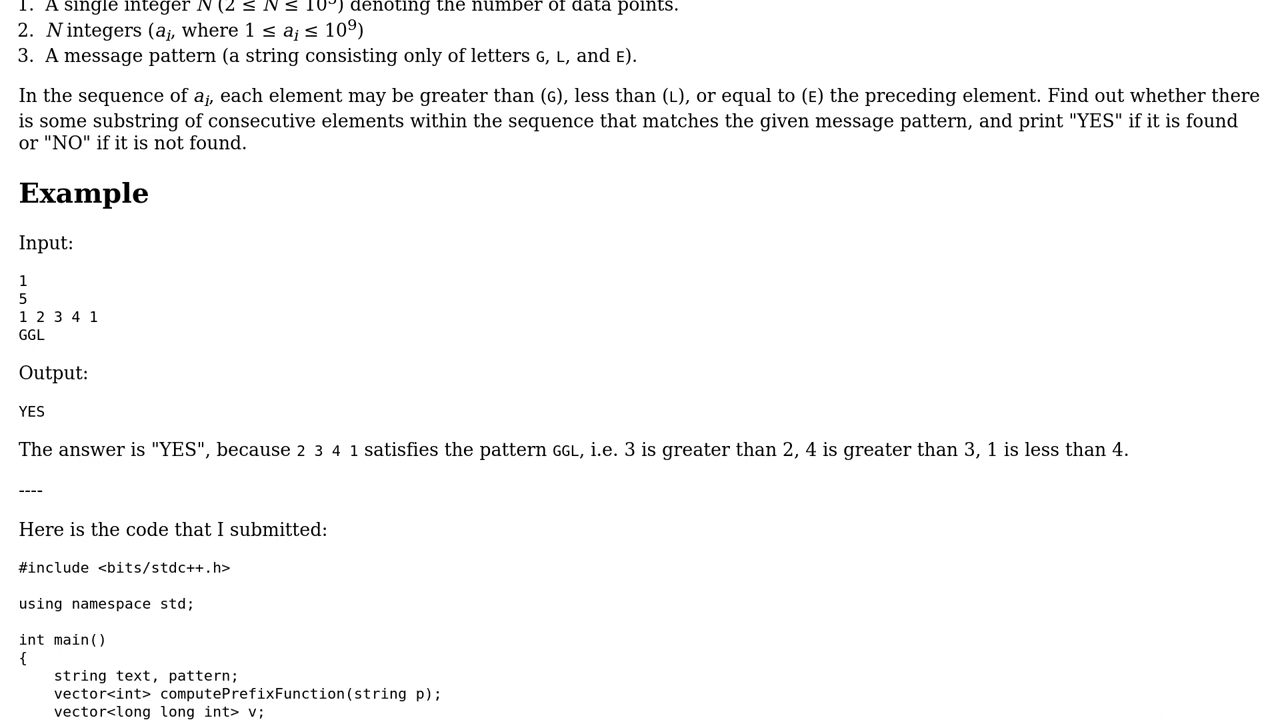 1. A single integer N (2 ≤ N ≤ 10⁵) denoting the number of data points.
2. N integers (aᵢ, where 1 ≤ aᵢ ≤ 10⁹)
3. A message pattern (a string consisting only of letters G, L, and E).
In the sequence of aᵢ, each element may be greater than (G), less than (L), or equal to (E) the preceding element. Find out whether there
is some substring of consecutive elements within the sequence that matches the given message pattern, and print "YES" if it is found
or "NO" if it is not found.
Example
Input:
1
5
1 2 3 4 1
GGL
Output:
YES
The answer is "YES", because 2 3 4 1 satisfies the pattern GGL, i.e. 3 is greater than 2, 4 is greater than 3, 1 is less than 4.
----
Here is the code that I submitted:
#include <bits/stdc++.h>
using namespace std;
int main()
{
    string text, pattern;
    vector<int> computePrefixFunction(string p);
    vector<long long int> v;